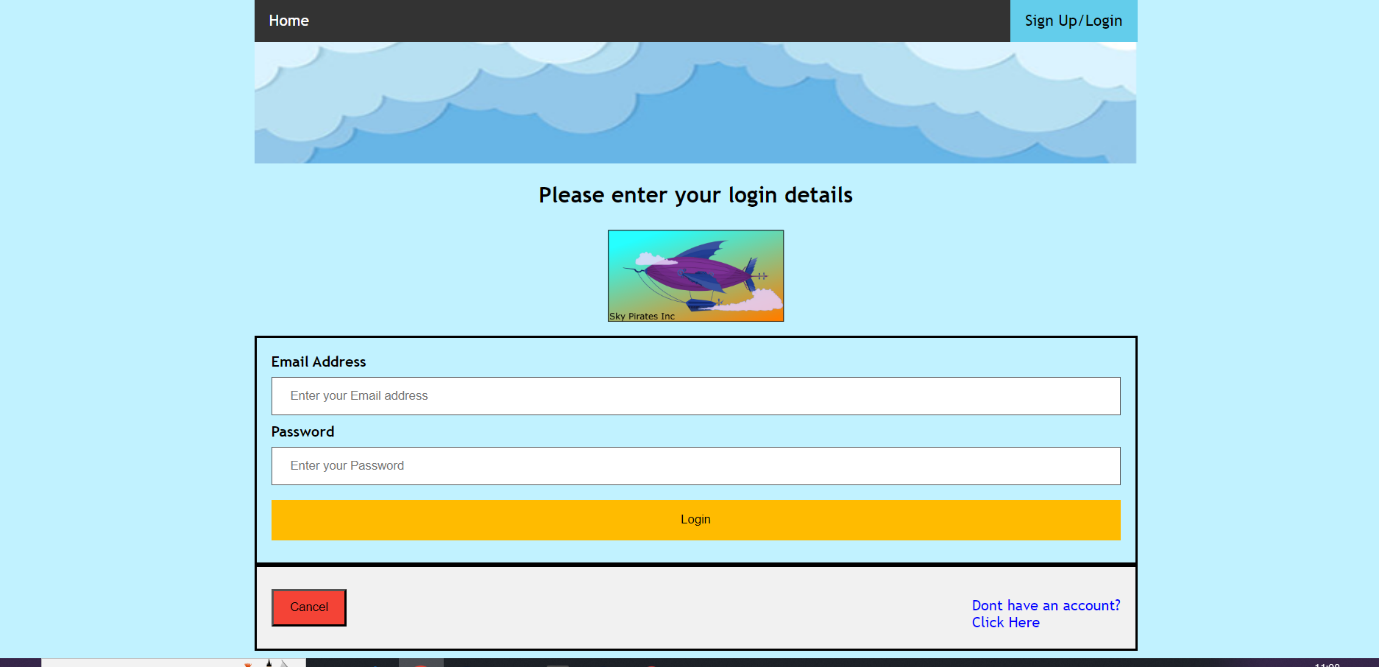 Home
Sign Up/Login
Please enter your login details
Sky Pirates Inc
Email Address
Enter your Email address
Password
Enter your Password
Login
Cancel
Dont have an account?
Click Here